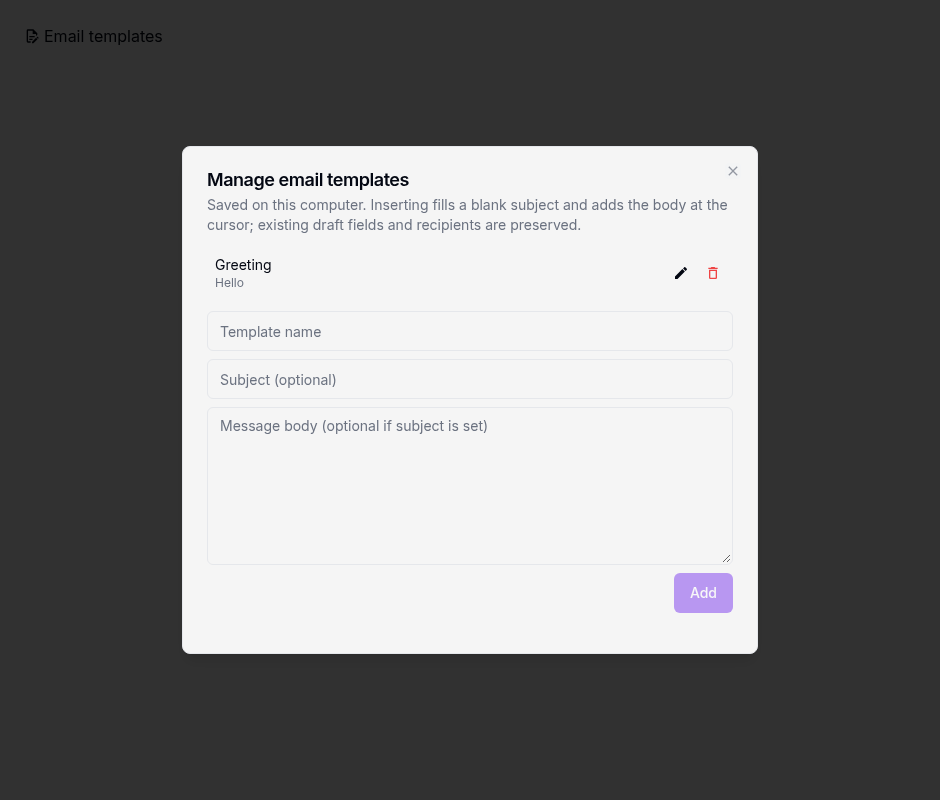 Email templates
Manage email templates
Saved on this computer. Inserting fills a blank subject and adds the body at the
cursor; existing draft fields and recipients are preserved.
Greeting
Hello
Template name
Subject (optional)
Message body (optional if subject is set)
Add